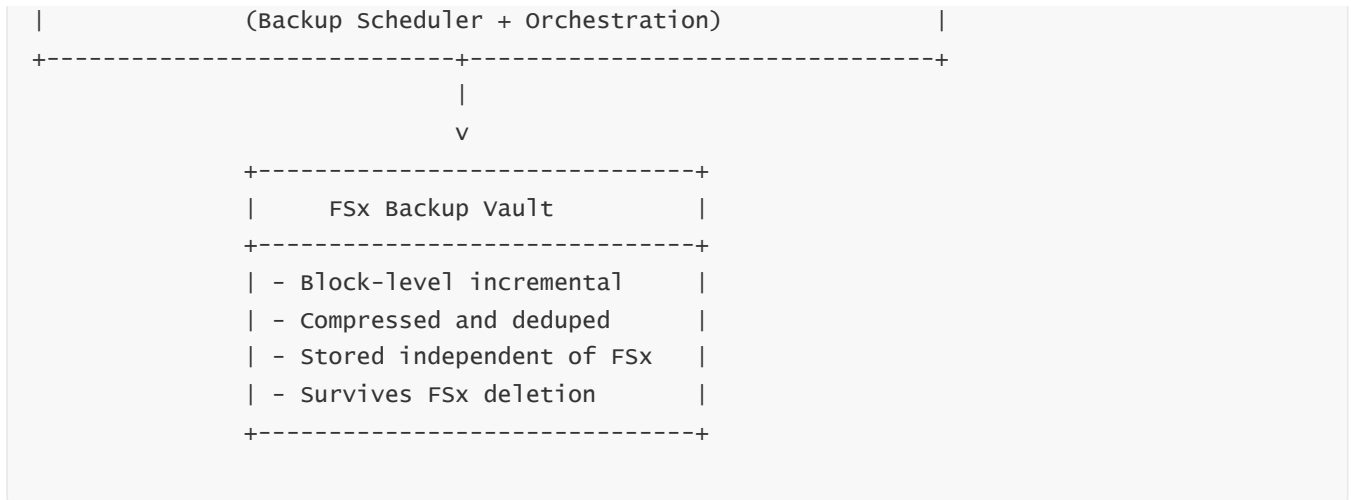 |              (Backup Scheduler + Orchestration)               |
+-----------------------------+---------------------------------+
                              |
                              v
               +-------------------------------+
               |     FSx Backup Vault          |
               +-------------------------------+
               | - Block-level incremental     |
               | - Compressed and deduped      |
               | - Stored independent of FSx   |
               | - Survives FSx deletion       |
               +-------------------------------+